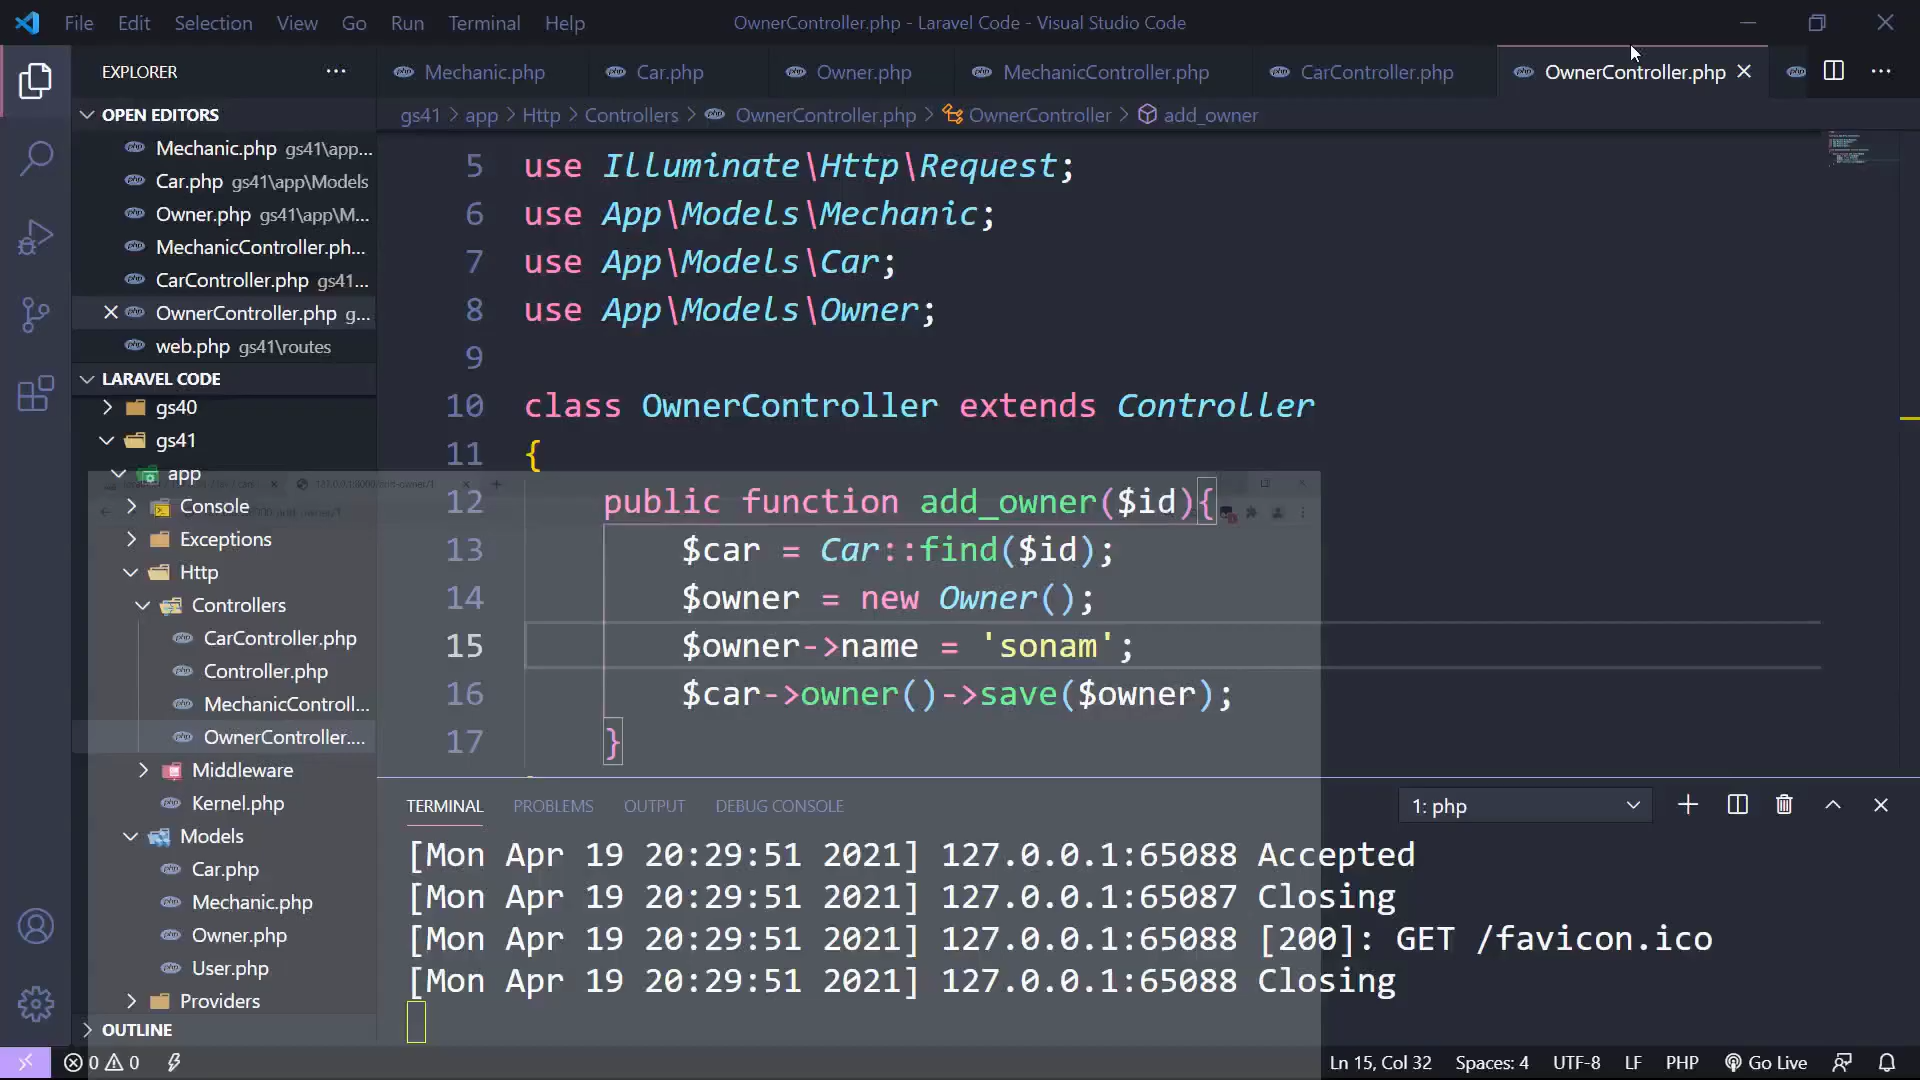 File Edit Selection View Go Run Terminal Help
OwnerController.php - Laravel Code - Visual Studio Code
EXPLORER
Mechanic.php Car.php Owner.php MechanicController.php CarController.php OwnerController.php
OPEN EDITORS
gs41 > app > Http > Controllers > OwnerController.php > OwnerController > add_owner
Mechanic.php gs41\app...
Car.php gs41\app\Models
Owner.php gs41\app\M...
MechanicController.ph...
CarController.php gs41...
OwnerController.php g...
web.php gs41\routes
LARAVEL CODE
gs40
gs41
app
Console
Exceptions
Http
Controllers
CarController.php
Controller.php
MechanicControll...
OwnerController....
Middleware
Kernel.php
Models
Car.php
Mechanic.php
Owner.php
User.php
Providers
OUTLINE
5 use Illuminate\Http\Request;
6 use App\Models\Mechanic;
7 use App\Models\Car;
8 use App\Models\Owner;
9
10 class OwnerController extends Controller
11 {
12 public function add_owner($id){
13 $car = Car::find($id);
14 $owner = new Owner();
15 $owner->name = 'sonam';
16 $car->owner()->save($owner);
17 }
TERMINAL PROBLEMS OUTPUT DEBUG CONSOLE
1: php
[Mon Apr 19 20:29:51 2021] 127.0.0.1:65088 Accepted
[Mon Apr 19 20:29:51 2021] 127.0.0.1:65087 Closing
[Mon Apr 19 20:29:51 2021] 127.0.0.1:65088 [200]: GET /favicon.ico
[Mon Apr 19 20:29:51 2021] 127.0.0.1:65088 Closing
0 0
Ln 15, Col 32 Spaces: 4 UTF-8 LF PHP Go Live